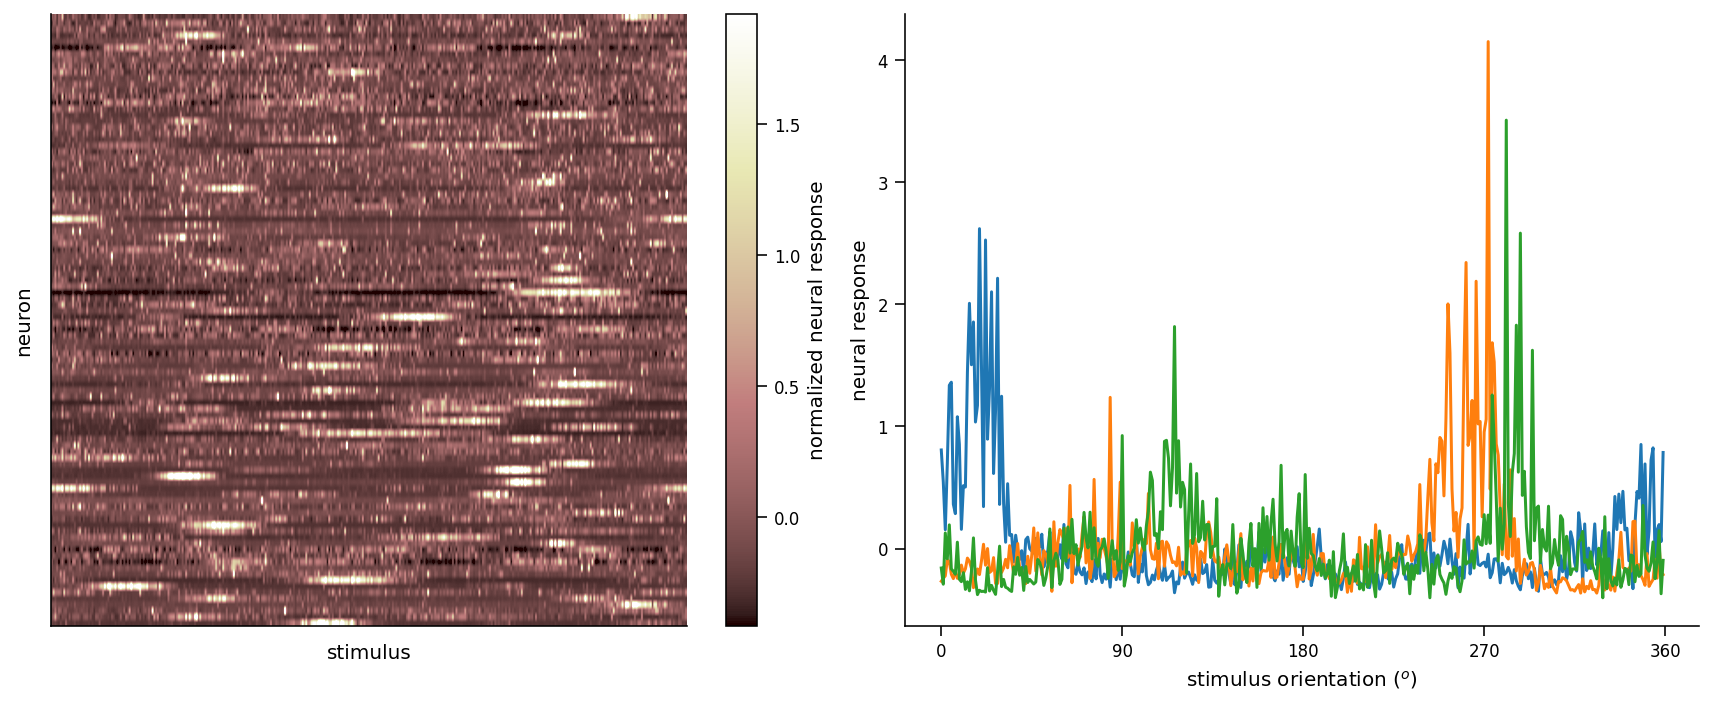 neuron
stimulus
1.5
1.0
0.5
0.0
normalized neural response
neural response
4
3
2
1
0
0 90 180 270 360
stimulus orientation (o)